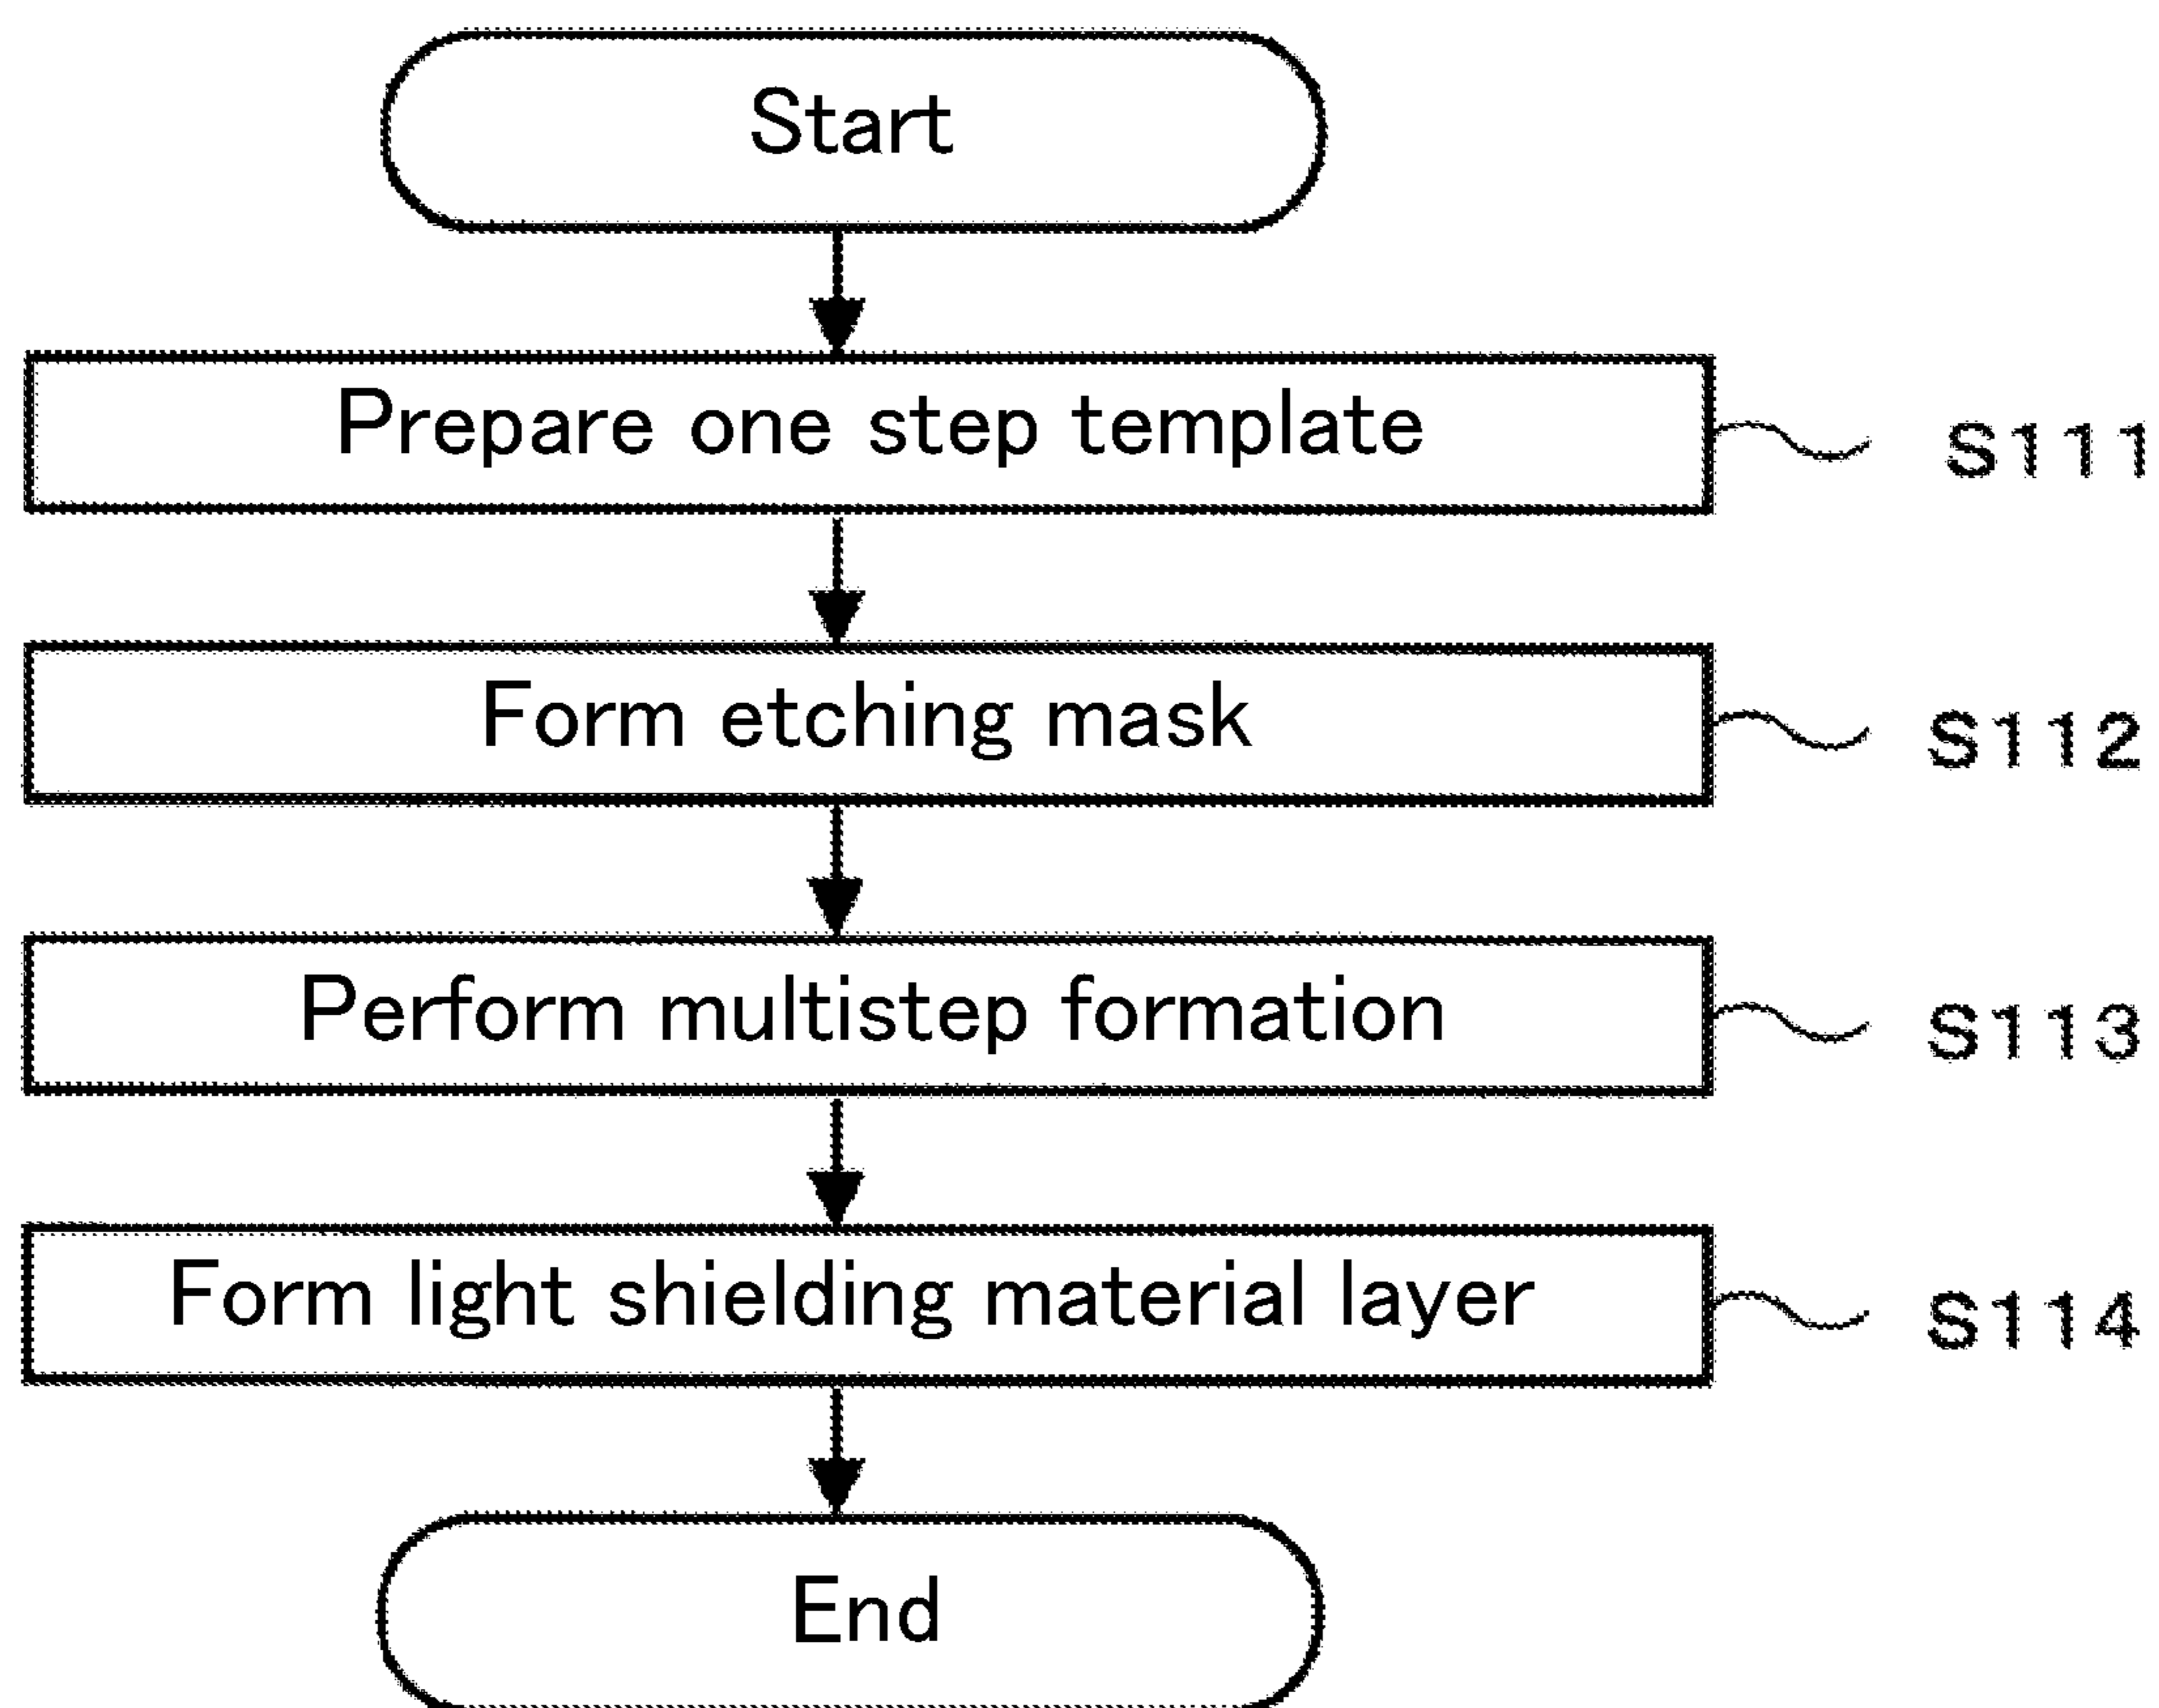 Start
Prepare one step template
S111
Form etching mask
S112
Perform multistep formation
S113
Form light shielding material layer
S114
End